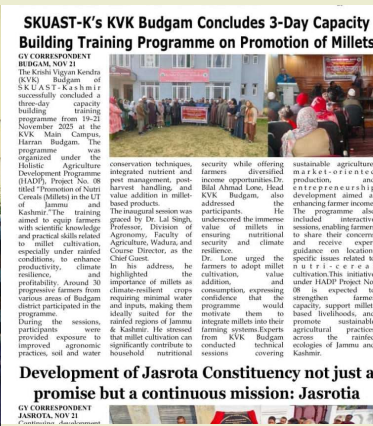 SKUAST-K's KVK Budgam Concludes 3-Day Capacity
Building Training Programme on Promotion of Millets
GY CORRESPONDENT
BUDGAM, NOV 21
The Krishi Vigyan Kendra
(KVK) Budgam of
SKUAST-Kashmir
successfully concluded a
three-day capacity
building training
programme from 19–21
November 2025 at the
KVK Main Campus,
Harran Budgam. The
programme was
organized under the
Holistic Agriculture
Development Programme
(HADP), Project No. 08
titled "Promotion of Nutri
Cereals (Millets) in the UT
of Jammu and
Kashmir."The training
aimed to equip farmers
with scientific knowledge
and practical skills related
to millet cultivation,
especially under rainfed
conditions, to enhance
productivity, climate
resilience, and
profitability. Around 30
progressive farmers from
various areas of Budgam
district participated in the
programme.
During the sessions,
participants were
provided exposure to
improved agronomic
practices, soil and water
conservation techniques,
integrated nutrient and
pest management, post-
harvest handling, and
value addition in millet-
based products.
The inaugural session was
graced by Dr. Lal Singh,
Professor, Division of
Agronomy, Faculty of
Agriculture, Wadura, and
Course Director, as the
Chief Guest.
In his address, he
highlighted the
importance of millets as
climate-resilient crops
requiring minimal water
and inputs, making them
ideally suited for the
rainfed regions of Jammu
& Kashmir. He stressed
that millet cultivation can
significantly contribute to
household nutritional
security while offering
farmers diversified
income opportunities.Dr.
Bilal Ahmad Lone, Head
KVK Budgam, also
addressed the
participants. He
underscored the immense
value of millets in
ensuring nutritional
security and climate
resilience.
Dr. Lone urged the
farmers to adopt millet
cultivation, value
addition, and
consumption, expressing
confidence that the
programme would
motivate them to
integrate millets into their
farming systems.Experts
from KVK Budgam
conducted technical
sessions covering
sustainable agriculture,
market-oriented
production, and
entrepreneurship
development aimed a
enhancing farmer income
The programme als
included interactiv
sessions, enabling farmer
to share their concern
and receive exper
guidance on location
specific issues related t
nutri-cerea
cultivation.This initiativ
under HADP Project No
08 is expected t
strengthen farme
capacity, support millet
based livelihoods, and
promote sustainabl
agricultural practice
across the rainfe
ecologies of Jammu and
Kashmir.
Development of Jasrota Constituency not just a
promise but a continuous mission: Jasrotia
GY CORRESPONDENT
JASROTA, NOV 21